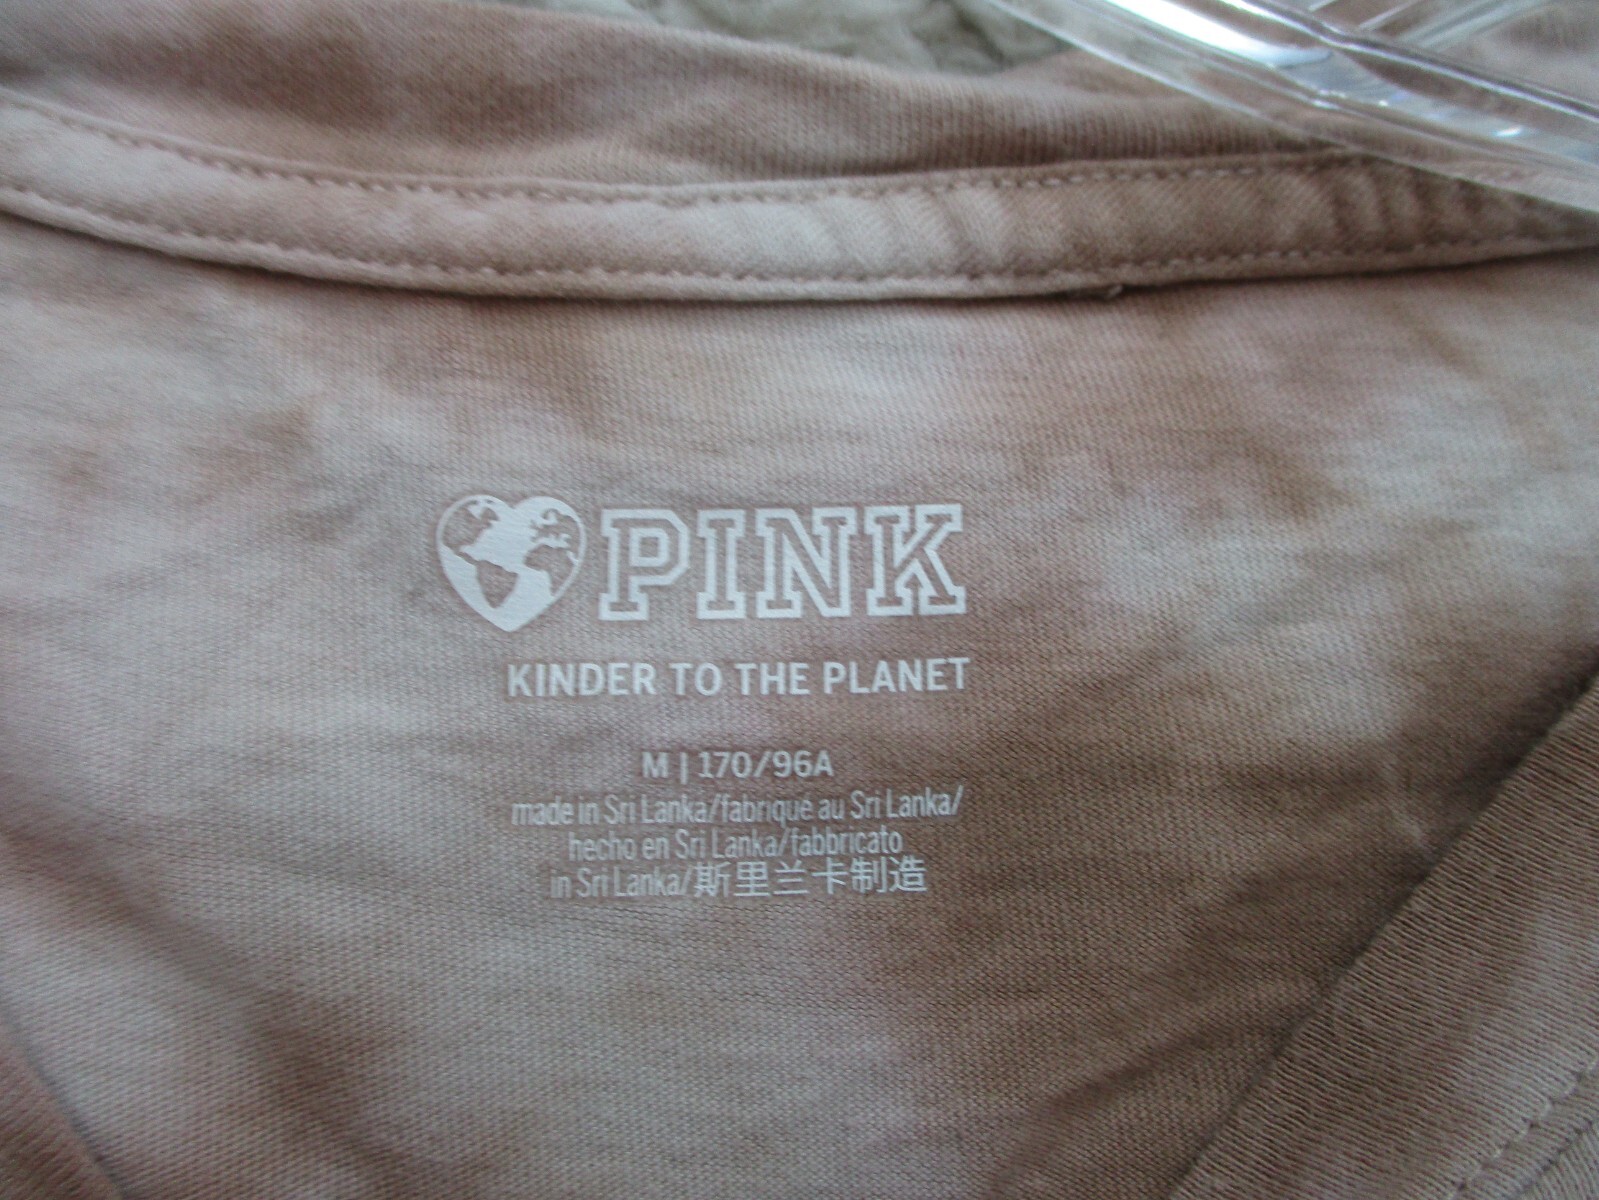 PINK
KINDER TO THE PLANET
M | 170/96A
made in Sri Lanka/fabriqué au Sri Lanka/
hecho en Sri Lanka/fabbricato
in Sri Lanka/斯里兰卡制造